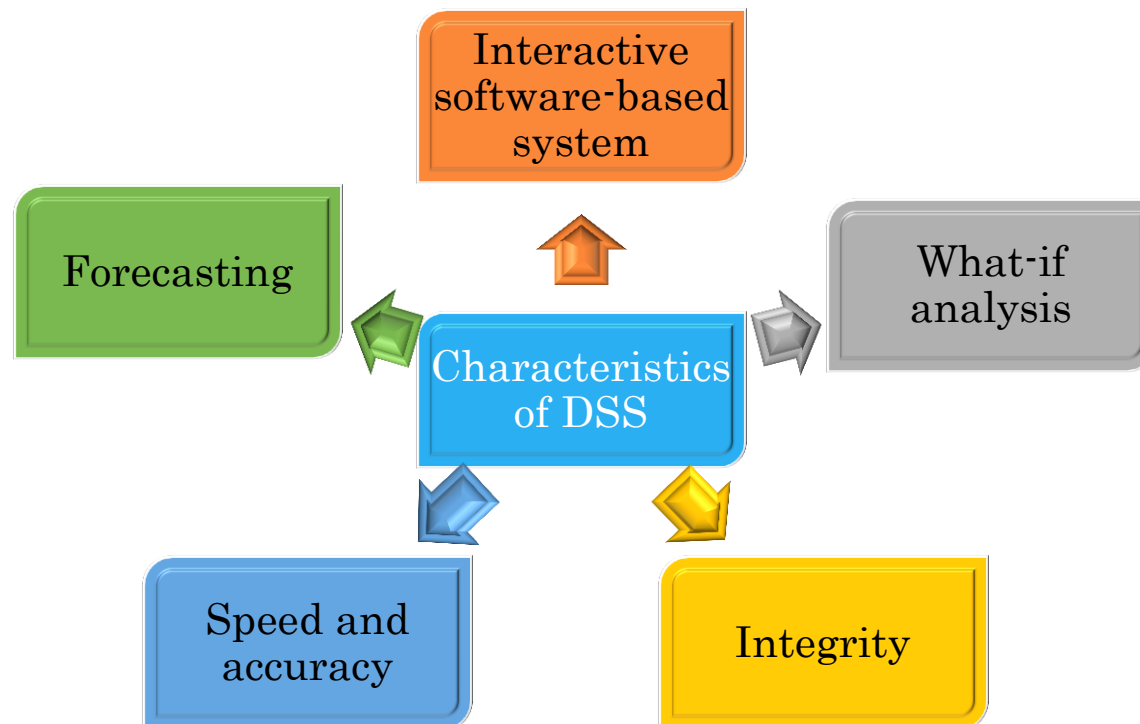 Interactive
software-based
system
Forecasting
What-if
analysis
Characteristics
of DSS
Speed and
accuracy
Integrity